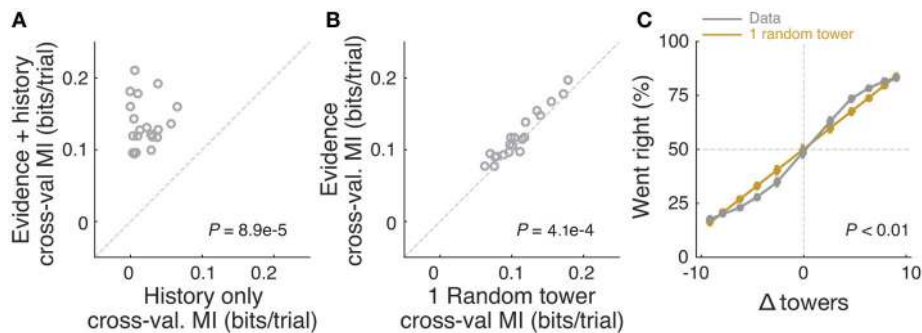 A
Evidence + history
cross-val. MI (bits/trial)
0.2
0.1
0
P = 8.9e-5
0
0.1
0.2
History only
cross-val. MI (bits/trial)
B
Evidence
cross-val. MI (bits/trial)
0.2
0.1
0
P = 4.1e-4
0
0.1
0.2
1 Random tower
cross-val MI (bits/trial)
C
Data
1 random tower
Went right (%)
100
75
50
25
0
P < 0.01
-10
0
10
Δ towers